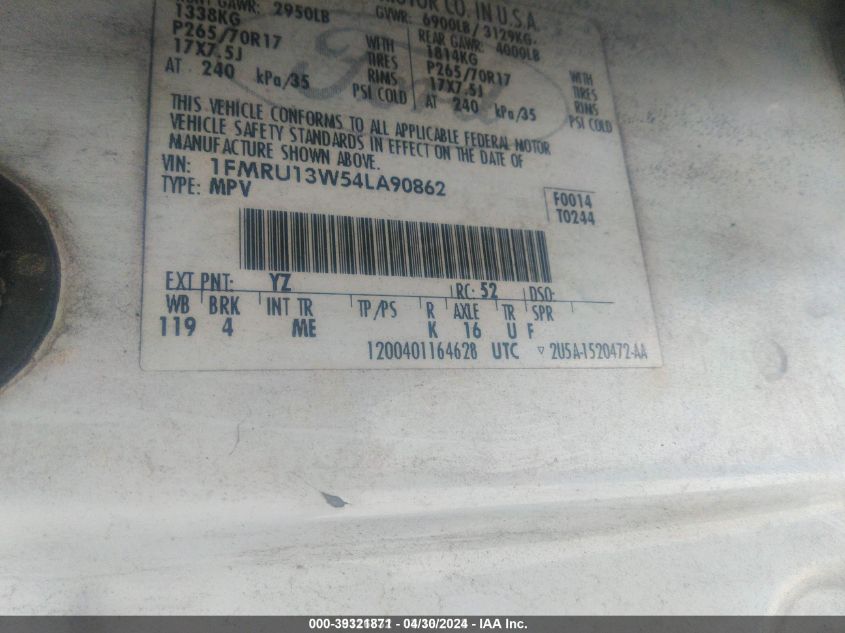 GAWR: 2950LB
1338KG
P265/70R17
17X7.5J
AT 240 kPa/35
WITH
TIRES
RIMS
PSI COLD
MOTOR CO. IN U.S.A.
GVWR: 6900LB/3129KG.
REAR GAWR: 4000LB
1814KG
P265/70R17
17X7.5J
AT 240 kPa/35
WITH
TIRES
RIMS
PSI COLD
Ford
THIS VEHICLE CONFORMS TO ALL APPLICABLE FEDERAL MOTOR
VEHICLE SAFETY STANDARDS IN EFFECT ON THE DATE OF
MANUFACTURE SHOWN ABOVE.
VIN: 1FMRU13W54LA90862
TYPE: MPV
F0014
T0244
EXT PNT: YZ RC: 52 DSO:
WB BRK INT TR TP/PS R AXLE TR SPR
119 4 ME K 16 U F
1200401164628 UTC ▽ 2U5A-1520472-AA
000-39321871 - 04/30/2024 - IAA Inc.